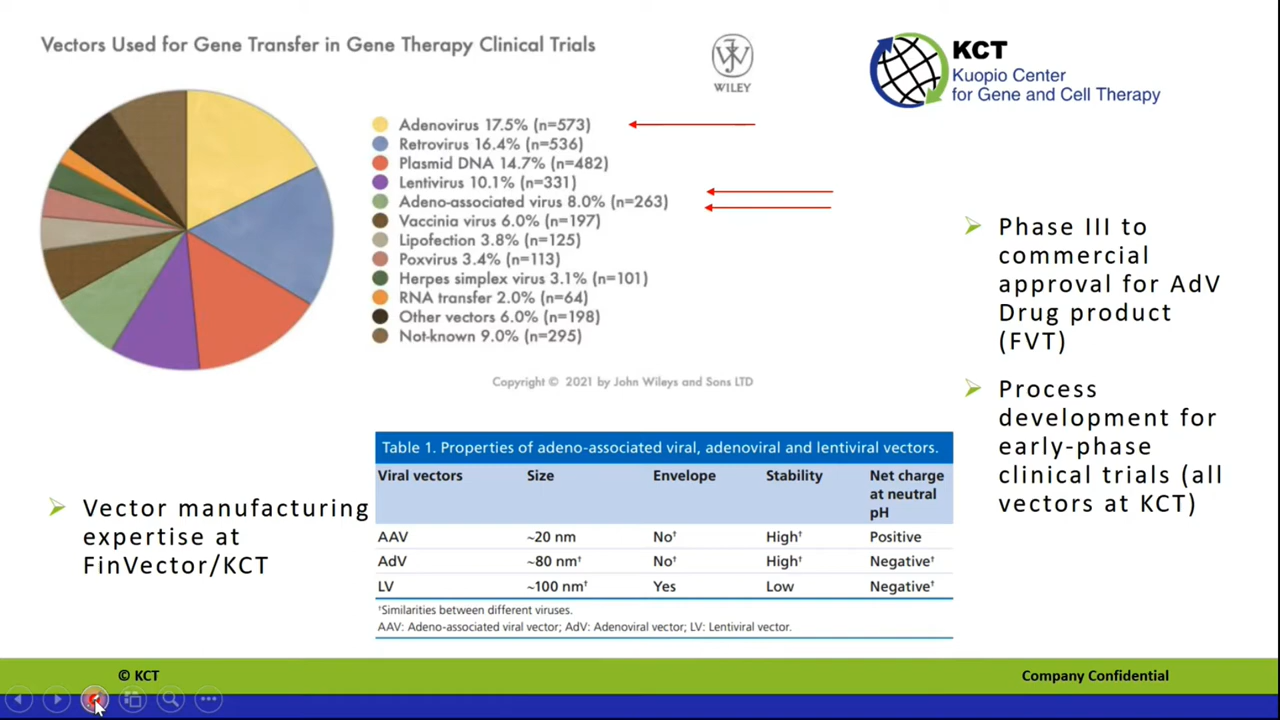 Vectors Used for Gene Transfer in Gene Therapy Clinical Trials
WILEY
KCT
Kuopio Center
for Gene and Cell Therapy
Adenovirus 17.5% (n=573)
Retrovirus 16.4% (n=536)
Plasmid DNA 14.7% (n=482)
Lentivirus 10.1% (n=331)
Adeno-associated virus 8.0% (n=263)
Vaccinia virus 6.0% (n=197)
Lipofection 3.8% (n=125)
Poxvirus 3.4% (n=113)
Herpes simplex virus 3.1% (n=101)
RNA transfer 2.0% (n=64)
Other vectors 6.0% (n=198)
Not-known 9.0% (n=295)
Copyright © 2021 by John Wileys and Sons LTD
Phase III to
commercial
approval for AdV
Drug product
(FVT)
Process
development for
early-phase
clinical trials (all
vectors at KCT)
Vector manufacturing
expertise at
FinVector/KCT
Table 1. Properties of adeno-associated viral, adenoviral and lentiviral vectors.
Viral vectors Size Envelope Stability Net charge
at neutral
pH
AAV ~20 nm No† High† Positive
AdV ~80 nm† No† High† Negative†
LV ~100 nm† Yes Low Negative†
†Similarities between different viruses.
AAV: Adeno-associated viral vector; AdV: Adenoviral vector; LV: Lentiviral vector.
© KCT
Company Confidential